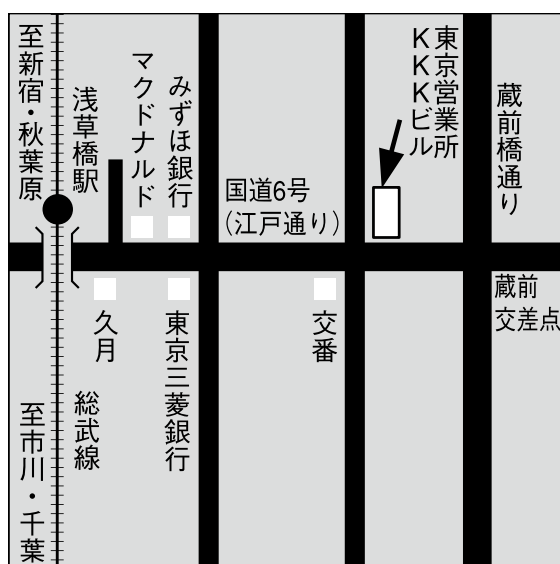 至新宿・秋葉原
浅草橋駅
マクドナルド
みずほ銀行
国道6号
(江戸通り)
東京営業所
KKKビル
蔵前橋通り
蔵前
交差点
久月
東京三菱銀行
交番
総武線
至市川・千葉